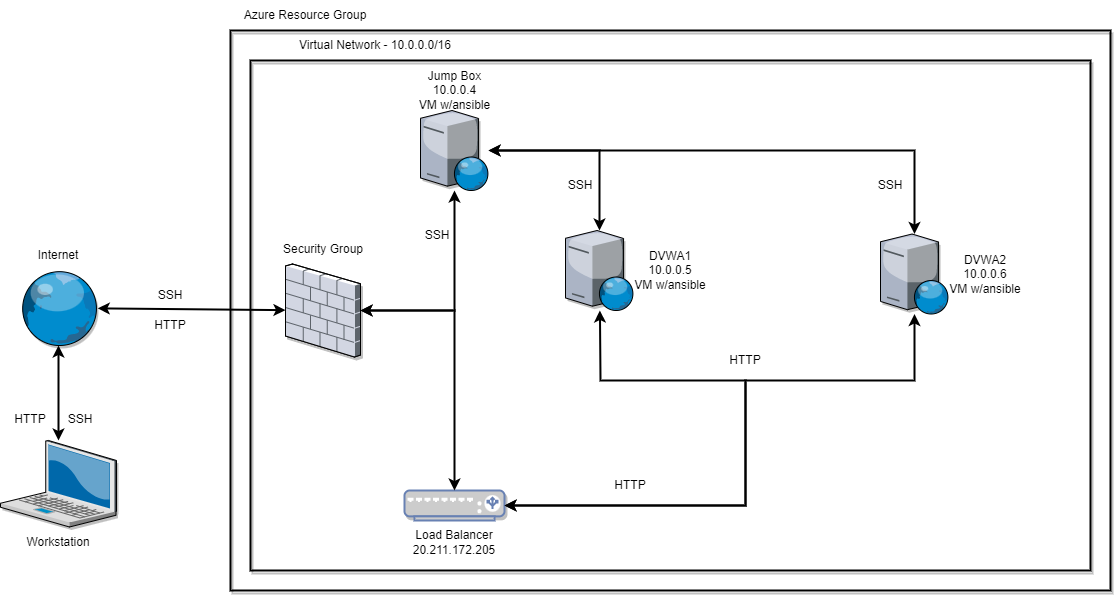 Azure Resource Group
Virtual Network - 10.0.0.0/16
Jump Box
10.0.0.4
VM w/ansible
SSH
SSH
SSH
Security Group
Internet
DVWA1
10.0.0.5
VM w/ansible
DVWA2
10.0.0.6
VM w/ansible
SSH
HTTP
HTTP
HTTP
SSH
HTTP
Load Balancer
20.211.172.205
Workstation